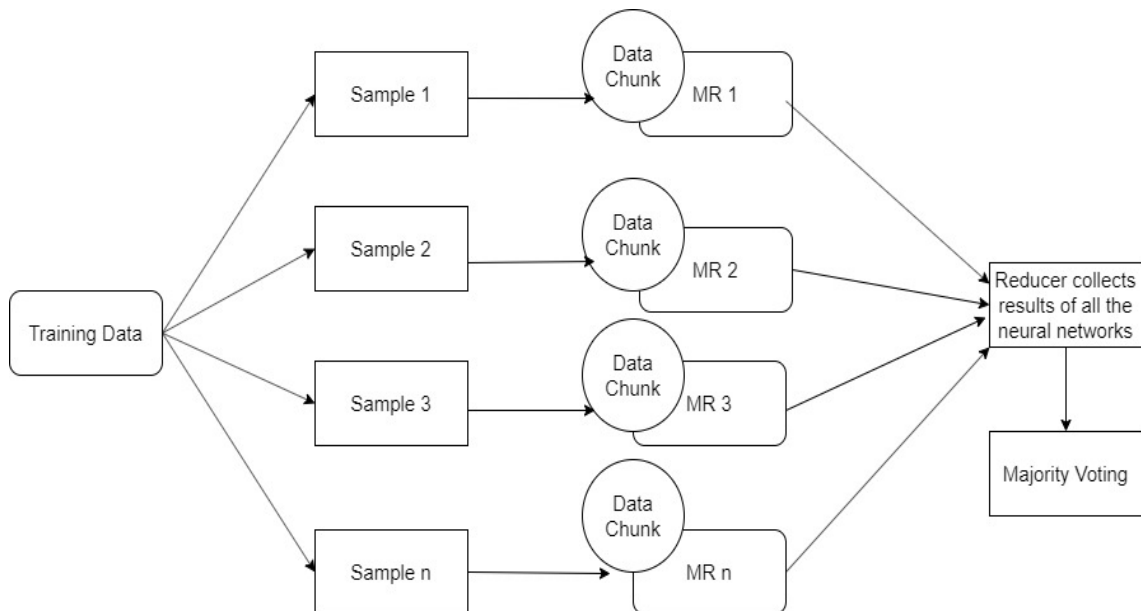 Training Data
Sample 1
Data
Chunk
MR 1
Sample 2
Data
Chunk
MR 2
Sample 3
Data
Chunk
MR 3
Sample n
Data
Chunk
MR n
Reducer collects
results of all the
neural networks
Majority Voting